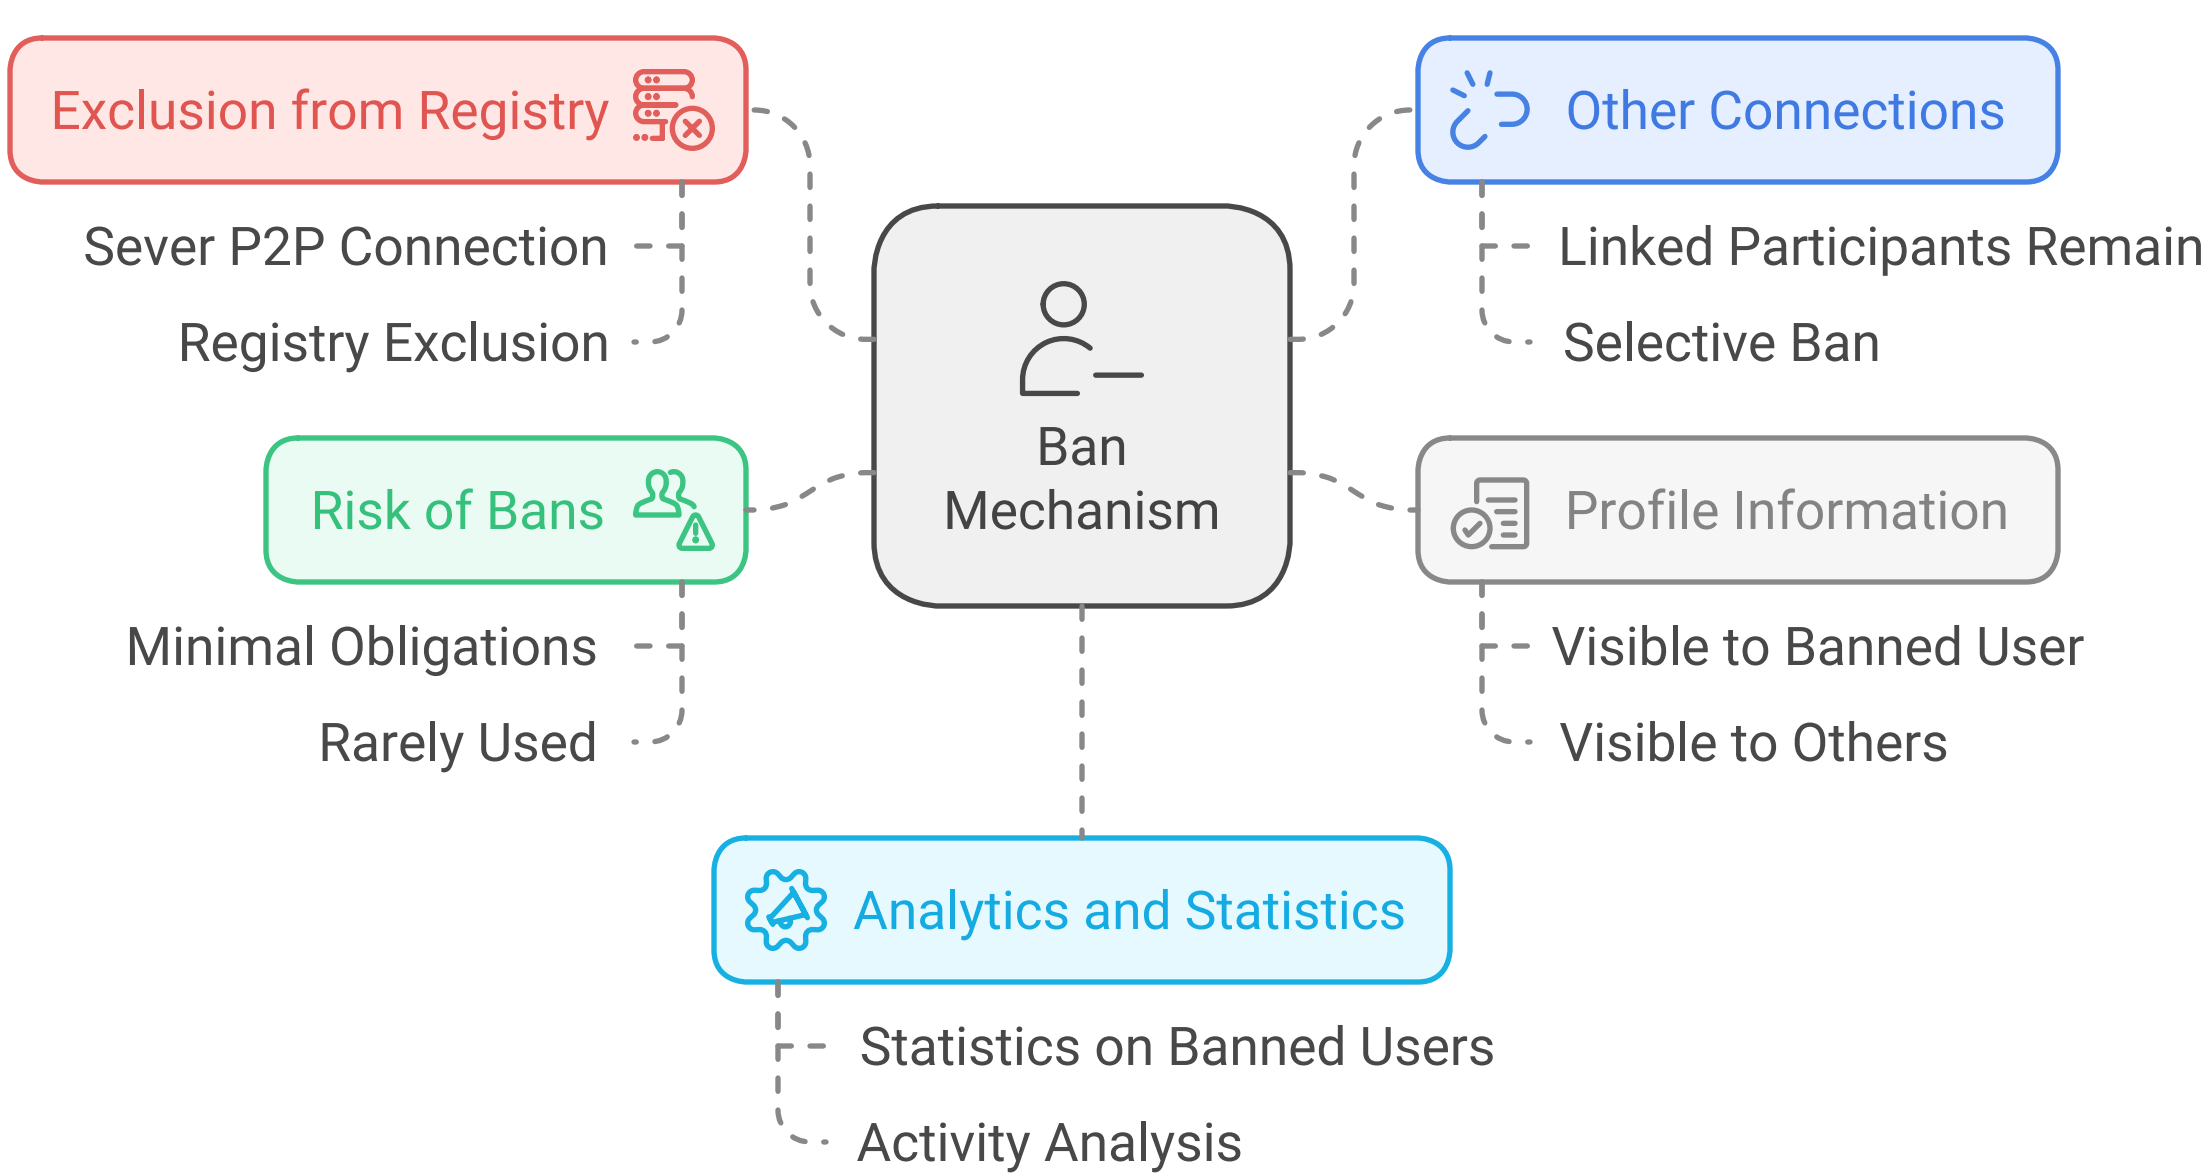 Exclusion from Registry
Sever P2P Connection
Registry Exclusion
Risk of Bans
Minimal Obligations
Rarely Used
Ban
Mechanism
Other Connections
Linked Participants Remain
Selective Ban
Profile Information
Visible to Banned User
Visible to Others
Analytics and Statistics
Statistics on Banned Users
Activity Analysis